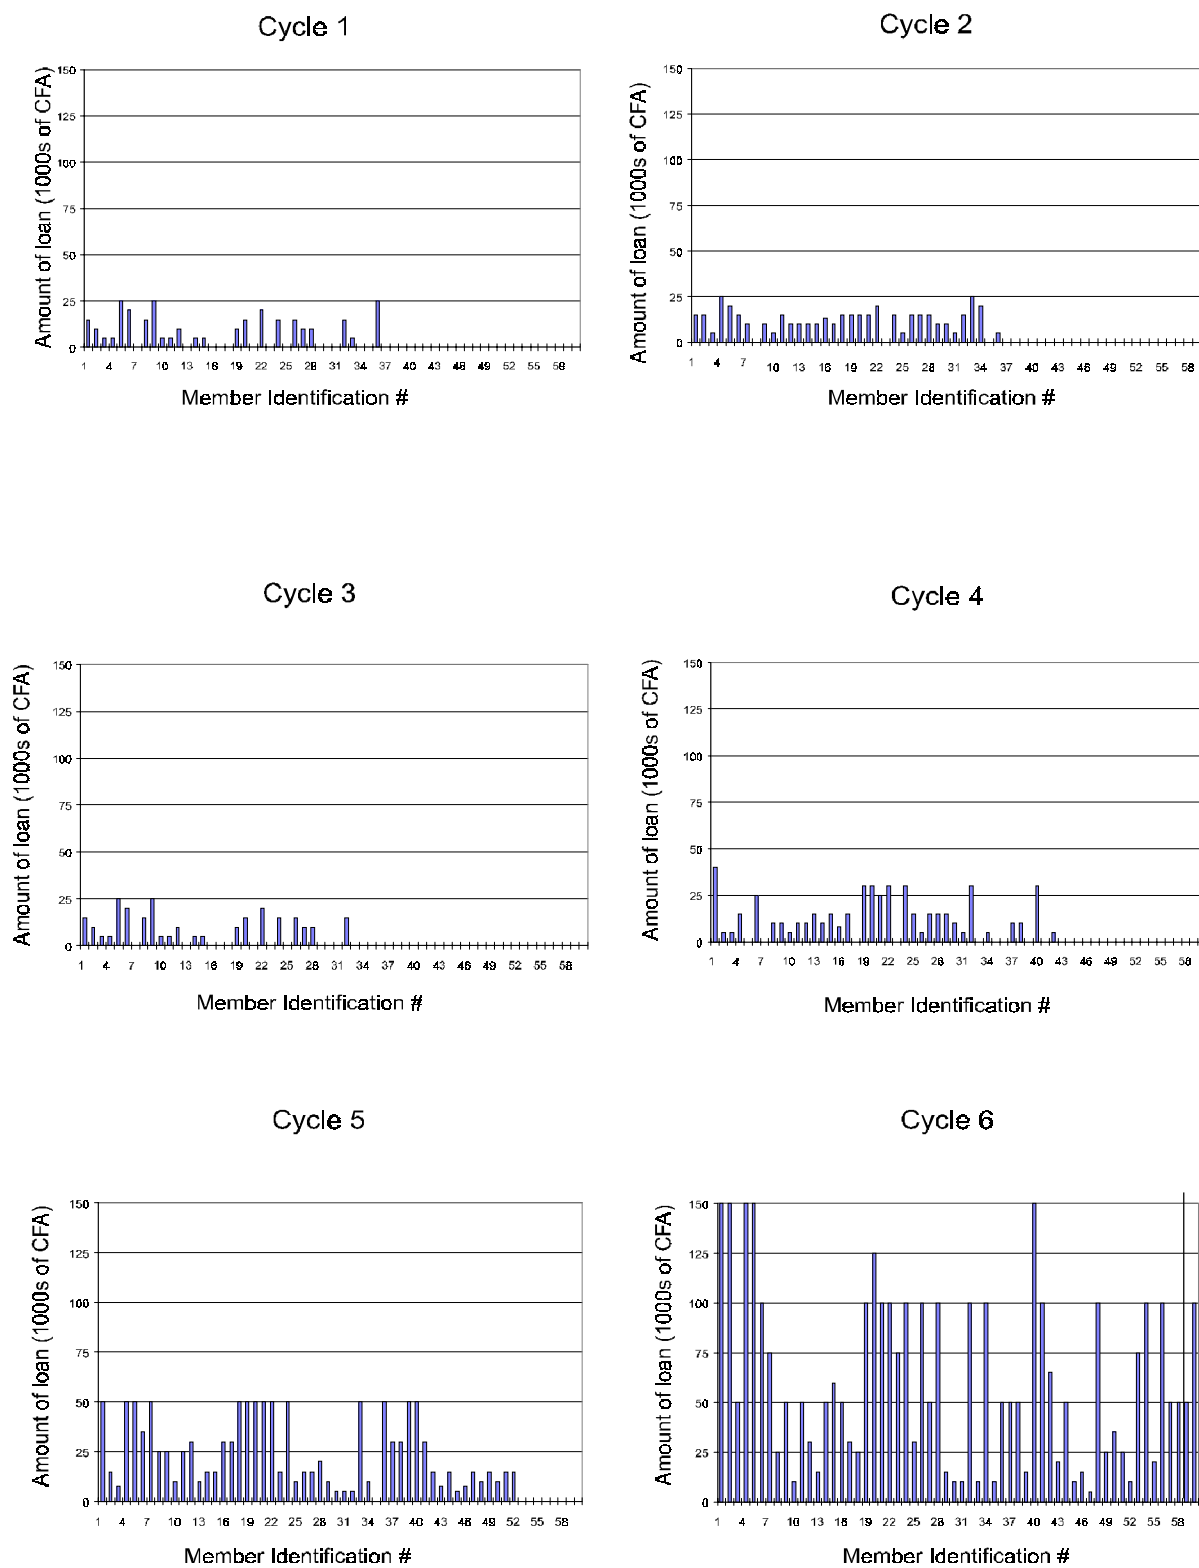 Cycle 1
Amount of loan (1000s of CFA)
150
125
100
75
50
25
0
1 4 7 10 13 16 19 22 25 28 31 34 37 40 43 46 49 52 55 58
Member Identification #
Cycle 2
Amount of loan (1000s of CFA)
150
125
100
75
50
25
0
1 4 7 10 13 16 19 22 25 28 31 34 37 40 43 46 49 52 55 58
Member Identification #
Cycle 3
Amount of loan (1000s of CFA)
150
125
100
75
50
25
0
1 4 7 10 13 16 19 22 25 28 31 34 37 40 43 46 49 52 55 58
Member Identification #
Cycle 4
Amount of loan (1000s of CFA)
150
125
100
75
50
25
0
1 4 7 10 13 16 19 22 25 28 31 34 37 40 43 46 49 52 55 58
Member Identification #
Cycle 5
Amount of loan (1000s of CFA)
150
125
100
75
50
25
0
1 4 7 10 13 16 19 22 25 28 31 34 37 40 43 46 49 52 55 58
Member Identification #
Cycle 6
Amount of loan (1000s of CFA)
150
125
100
75
50
25
0
1 4 7 10 13 16 19 22 25 28 31 34 37 40 43 46 49 52 55 58
Member Identification #